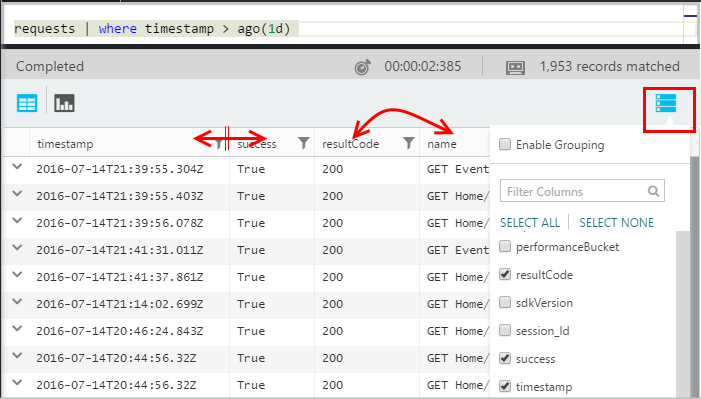 requests | where timestamp > ago(1d)
Completed 00:00:02:385 1,953 records matched
timestamp success resultCode name
Enable Grouping
Filter Columns
SELECT ALL SELECT NONE
performanceBucket
resultCode
sdkVersion
session_Id
success
timestamp
2016-07-14T21:39:55.304Z True 200 GET Event
2016-07-14T21:39:55.403Z True 200 GET Home/
2016-07-14T21:39:56.078Z True 200 GET Home/
2016-07-14T21:41:31.011Z True 200 GET Event
2016-07-14T21:41:37.861Z True 200 GET Home/
2016-07-14T21:14:02.699Z True 200 GET Home/
2016-07-14T20:46:24.843Z True 200 GET Home/
2016-07-14T20:44:56.32Z True 200 GET Home/
2016-07-14T20:44:56.32Z True 200 GET Home/